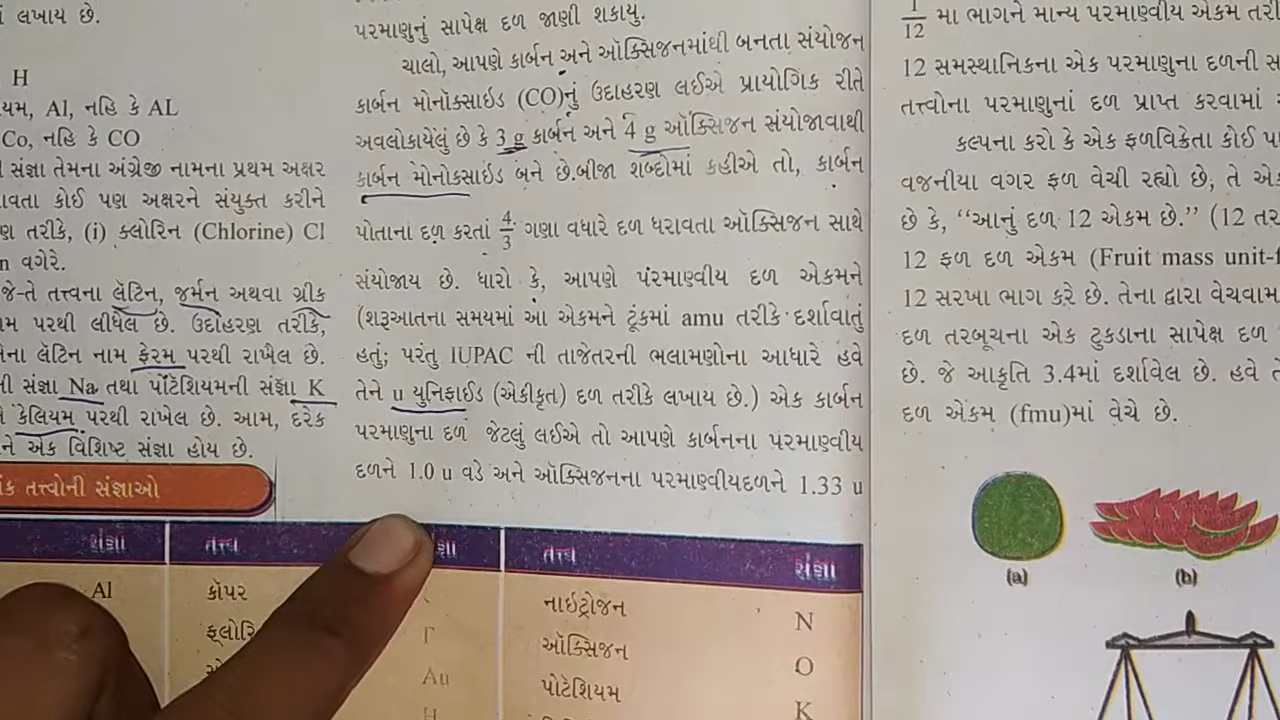 ં લખાય છે.
H
યમ, Al, નહિ કે AL
Co, નહિ કે CO
ી સંજ્ઞા તેમના અંગ્રેજી નામના પ્રથમ અક્ષર
ાવતા કોઈ પણ અક્ષરને સંયુક્ત કરીને
ણ તરીકે, (i) ક્લોરિન (Chlorine) Cl
n વગેરે.
જે-તે તત્ત્વના લૅટિન, જર્મન અથવા ગ્રીક
ામ પરથી લીધેલ છે. ઉદાહરણ તરીકે,
તેના લૅટિન નામ ફેરમ પરથી રાખેલ છે.
ની સંજ્ઞા Na તથા પૉટેશિયમની સંજ્ઞા K
કેલિયમ પરથી રાખેલ છે. આમ, દરેક
ને એક વિશિષ્ટ સંજ્ઞા હોય છે.
ક તત્ત્વોની સંજ્ઞાઓ
પરમાણુનું સાપેક્ષ દળ જાણી શકાયુ.
ચાલો, આપણે કાર્બન અને ઑક્સિજનમાંથી બનતા સંયોજન
કાર્બન મોનૉક્સાઇડ (CO)નું ઉદાહરણ લઈએ પ્રાયોગિક રીતે
અવલોકાયેલું છે કે 3 g કાર્બન અને 4 g ઑક્સિજન સંયોજાવાથી
કાર્બન મોનોક્સાઇડ બને છે.બીજા શબ્દોમાં કહીએ તો, કાર્બન
પોતાના દળ કરતાં 4/3 ગણા વધારે દળ ધરાવતા ઑક્સિજન સાથે
સંયોજાય છે. ધારો કે, આપણે પરમાણ્વીય દળ એકમને
(શરૂઆતના સમયમાં આ એકમને ટૂંકમાં amu તરીકે દર્શાવાતું
હતું; પરંતુ IUPAC ની તાજેતરની ભલામણોના આધારે હવે
તેને u યુનિફાઈડ (એકીકૃત) દળ તરીકે લખાય છે.) એક કાર્બન
પરમાણુના દળ જેટલું લઈએ તો આપણે કાર્બનના પરમાણ્વીય
દળને 1.0 u વડે અને ઑક્સિજનના પરમાણ્વીયદળને 1.33 u
1/12 મા ભાગને માન્ય પરમાણ્વીય એકમ તરી
12 સમસ્થાનિકના એક પરમાણુના દળની સ
તત્ત્વોના પરમાણુનાં દળ પ્રાપ્ત કરવામાં
કલ્પના કરો કે એક ફળવિક્રેતા કોઈ પ
વજનીયા વગર ફળ વેચી રહ્યો છે; તે એ
છે કે, “આનું દળ 12 એકમ છે.” (12 તર
12 ફળ દળ એકમ (Fruit mass unit-f
12 સરખા ભાગ કરે છે. તેના દ્વારા વેચવામ
દળ તરબૂચના એક ટુકડાના સાપેક્ષ દળ
છે. જે આકૃતિ 3.4માં દર્શાવેલ છે. હવે ત
દળ એકમ (fmu)માં વેચે છે.
(a) (b)
સંજ્ઞા તત્ત્વ જ્ઞા તત્ત્વ સંજ્ઞા
Al કૉપર નાઇટ્રોજન N
ફ્લોરિ ઑક્સિજન O
Au પોટૅશિયમ K
H